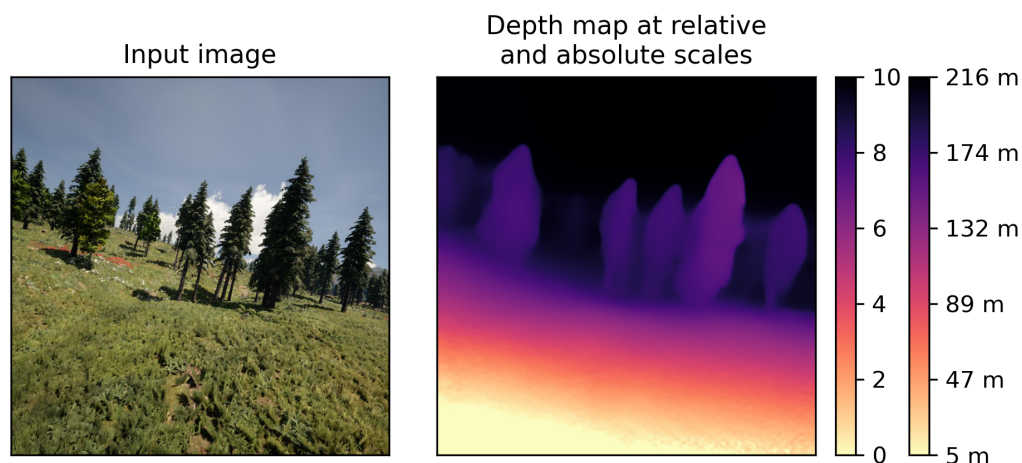 Input image
Depth map at relative
and absolute scales
10
8
6
4
2
0
216 m
174 m
132 m
89 m
47 m
5 m